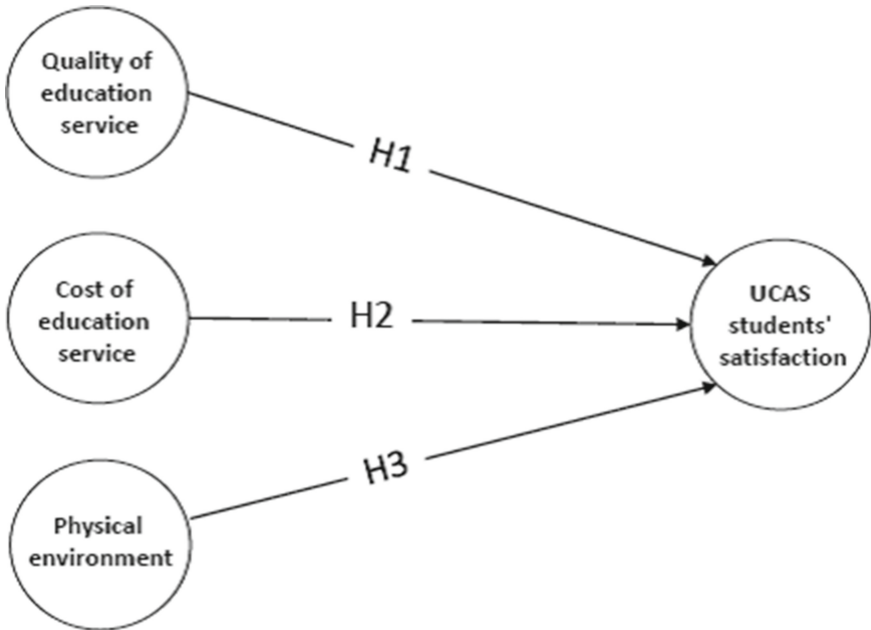 Quality of
education
service
H1
Cost of
education
service
H2
UCAS
students'
satisfaction
H3
Physical
environment